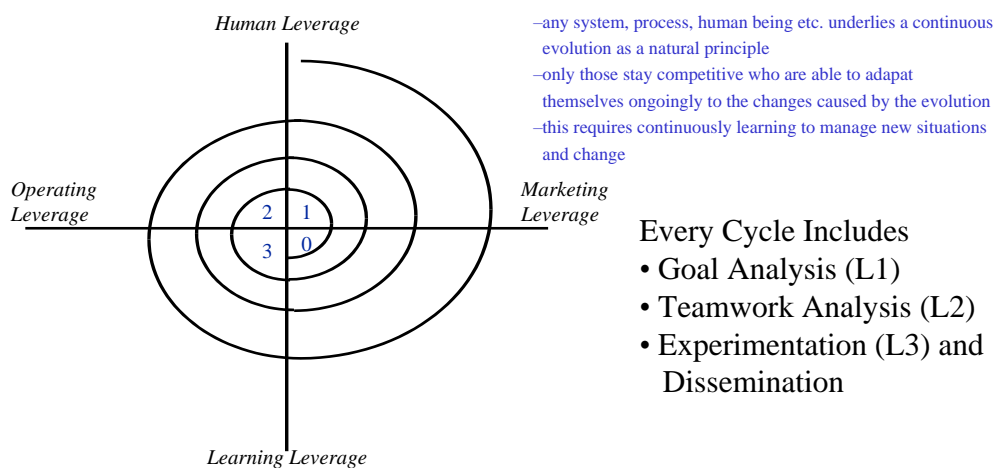 Human Leverage
–any system, process, human being etc. underlies a continuous
evolution as a natural principle
–only those stay competitive who are able to adapat
themselves ongoingly to the changes caused by the evolution
–this requires continuously learning to manage new situations
and change
Operating
Leverage
Marketing
Leverage
2
1
3
0
Every Cycle Includes
• Goal Analysis (L1)
• Teamwork Analysis (L2)
• Experimentation (L3) and
Dissemination
Learning Leverage